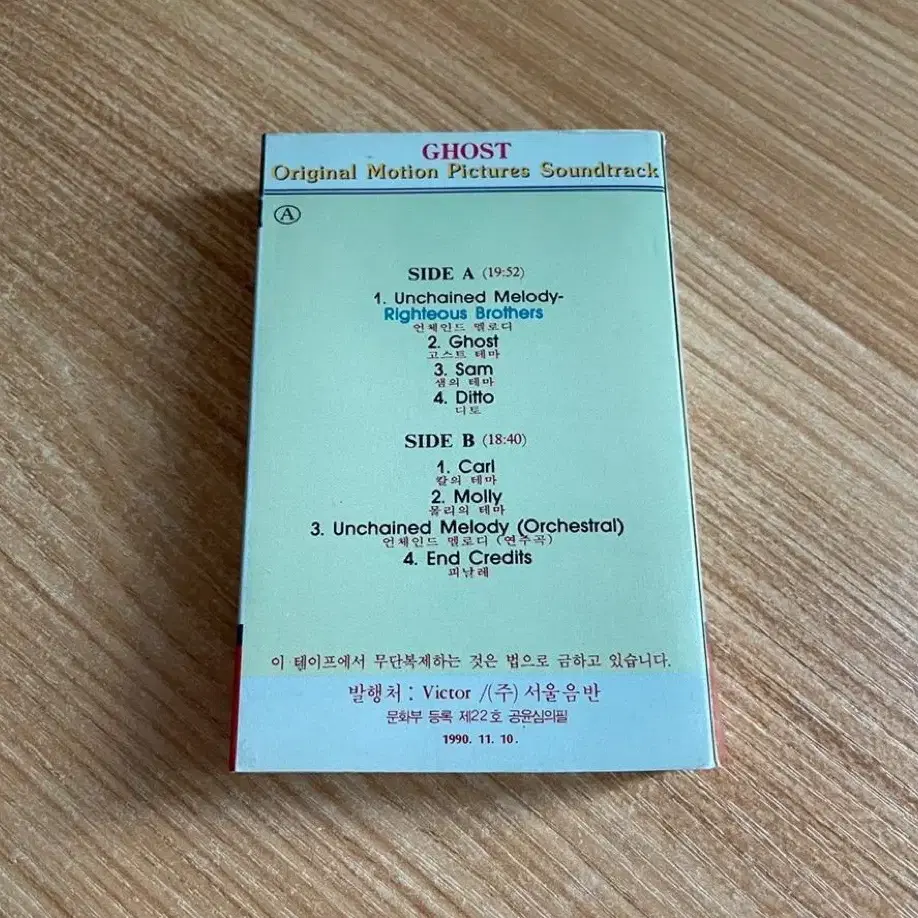 GHOST
Original Motion Pictures Soundtrack
Ⓐ
SIDE A (19:52)
1. Unchained Melody-
Righteous Brothers
언체인드 멜로디
2. Ghost
고스트 테마
3. Sam
샘의 테마
4. Ditto
디토
SIDE B (18:40)
1. Carl
칼의 테마
2. Molly
몰리의 테마
3. Unchained Melody (Orchestral)
언체인드 멜로디 (연주곡)
4. End Credits
피날레
이 테이프에서 무단복제하는 것은 법으로 금하고 있습니다.
발행처 : Victor /(주) 서울음반
문화부 등록 제22호 공윤심의필
1990. 11. 10.